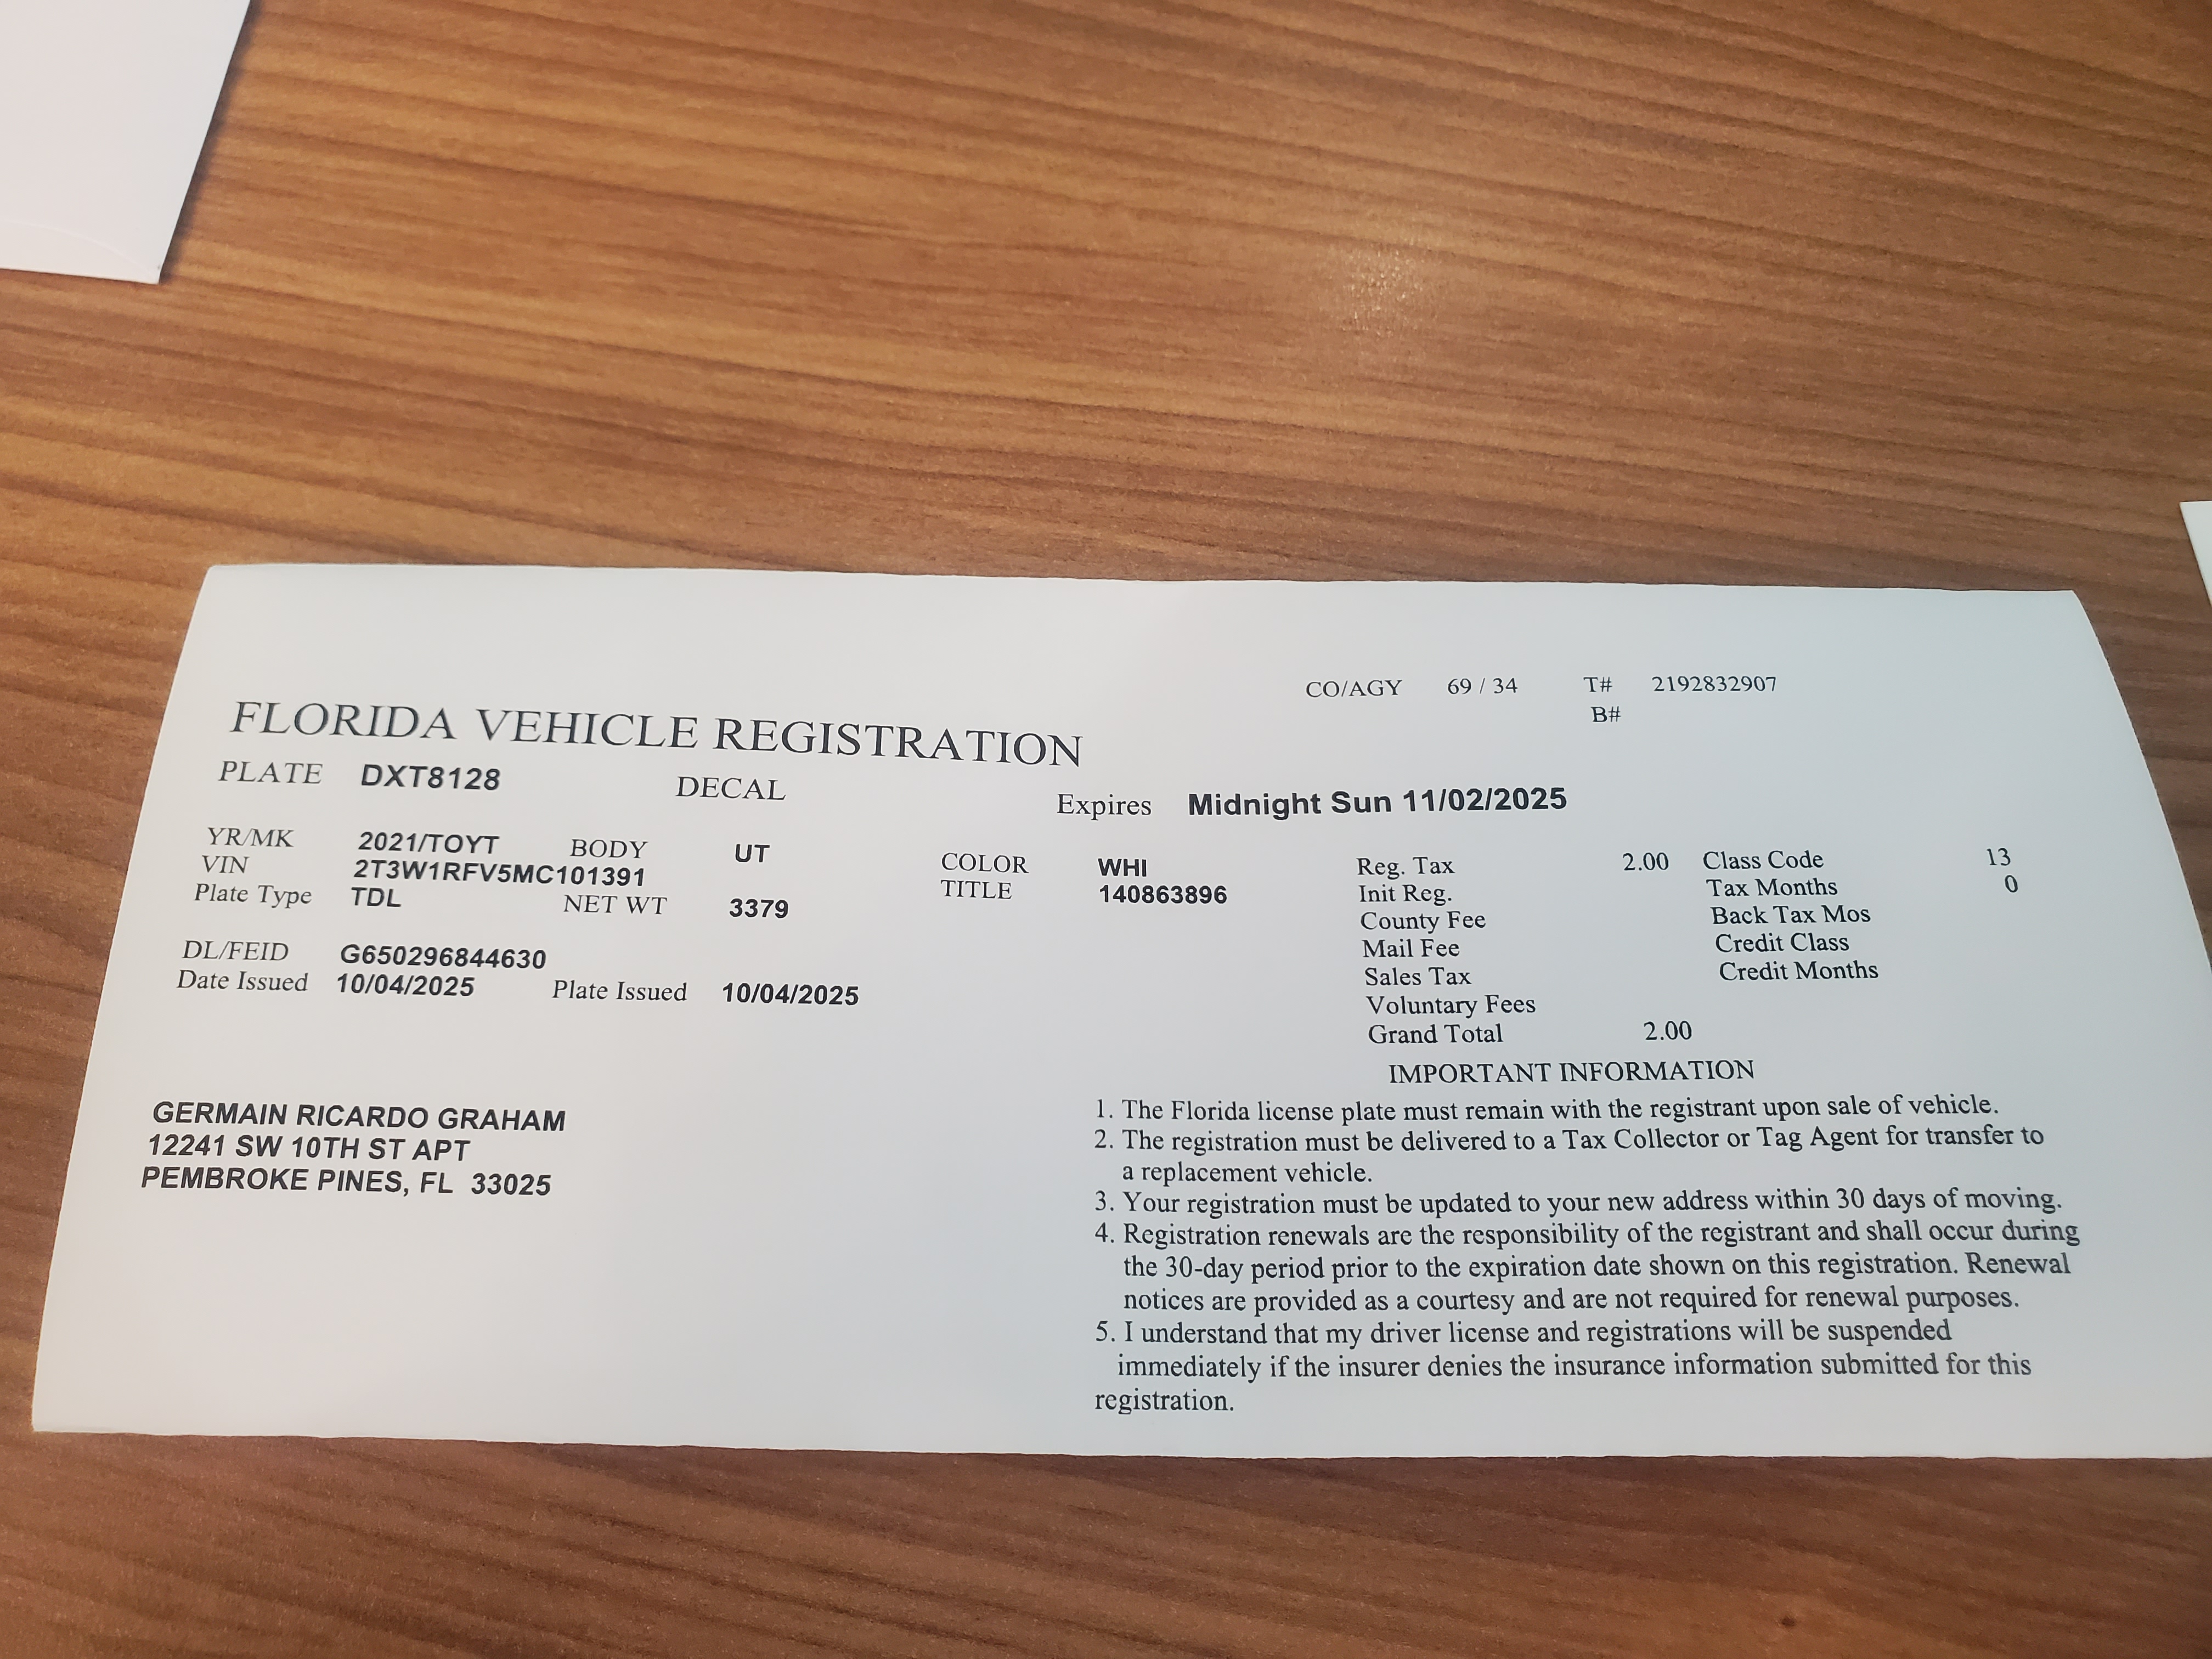 CO/AGY 69 / 34 T# 2192832907
B#
FLORIDA VEHICLE REGISTRATION
PLATE DXT8128 DECAL Expires Midnight Sun 11/02/2025
YR/MK 2021/TOYT BODY UT COLOR WHI Reg. Tax 2.00 Class Code 13
VIN 2T3W1RFV5MC101391 TITLE 140863896 Init Reg. Tax Months 0
Plate Type TDL NET WT 3379 County Fee Back Tax Mos
Mail Fee Credit Class
DL/FEID G650296844630 Sales Tax Credit Months
Date Issued 10/04/2025 Plate Issued 10/04/2025 Voluntary Fees
Grand Total 2.00
IMPORTANT INFORMATION
GERMAIN RICARDO GRAHAM
12241 SW 10TH ST APT
PEMBROKE PINES, FL 33025
1. The Florida license plate must remain with the registrant upon sale of vehicle.
2. The registration must be delivered to a Tax Collector or Tag Agent for transfer to
a replacement vehicle.
3. Your registration must be updated to your new address within 30 days of moving.
4. Registration renewals are the responsibility of the registrant and shall occur during
the 30-day period prior to the expiration date shown on this registration. Renewal
notices are provided as a courtesy and are not required for renewal purposes.
5. I understand that my driver license and registrations will be suspended
immediately if the insurer denies the insurance information submitted for this
registration.